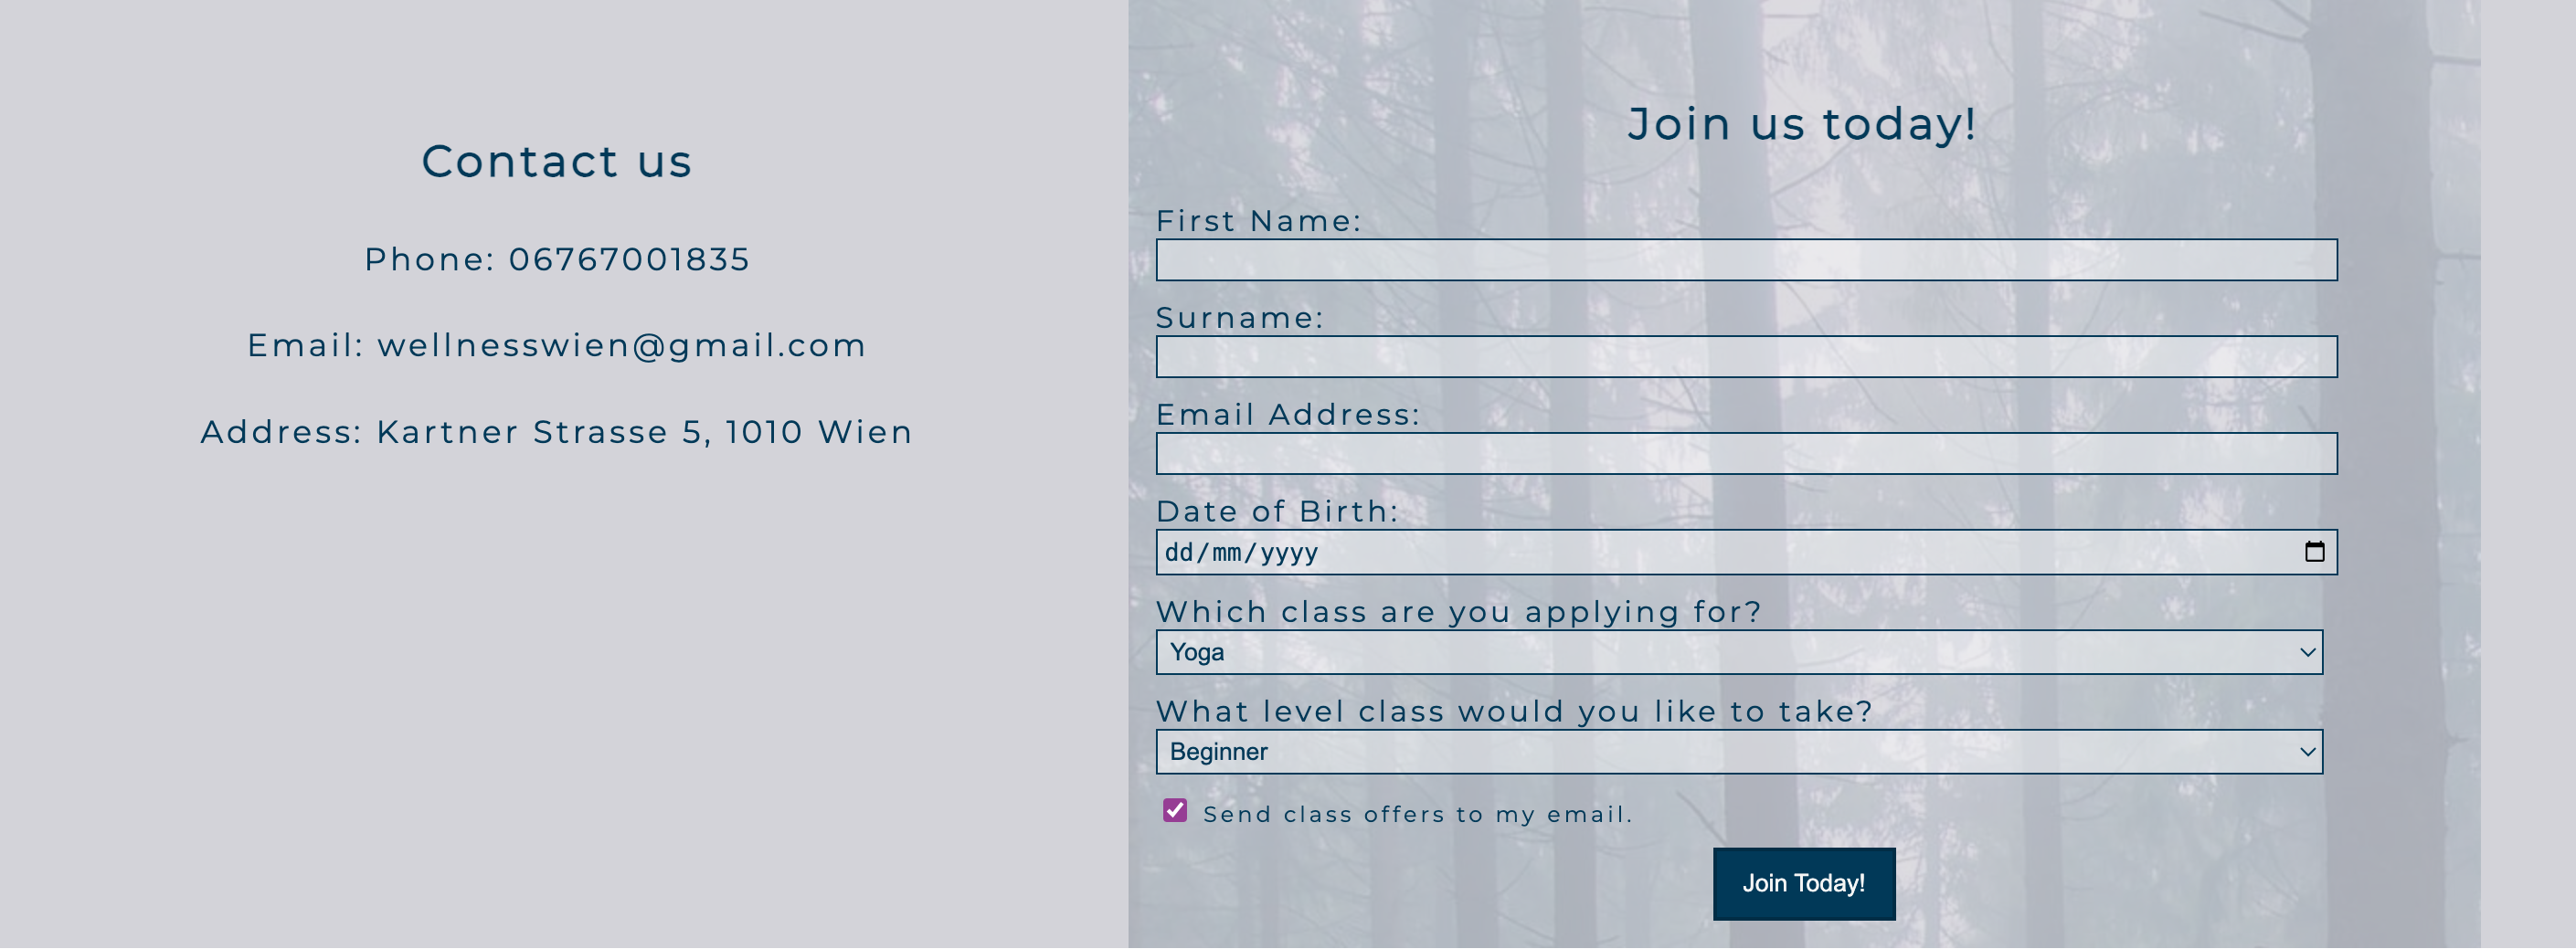 Contact us
Phone: 06767001835
Email: wellnesswien@gmail.com
Address: Kartner Strasse 5, 1010 Wien
Join us today!
First Name:
Surname:
Email Address:
Date of Birth:
dd/mm/yyyy
Which class are you applying for?
Yoga
What level class would you like to take?
Beginner
Send class offers to my email.
Join Today!